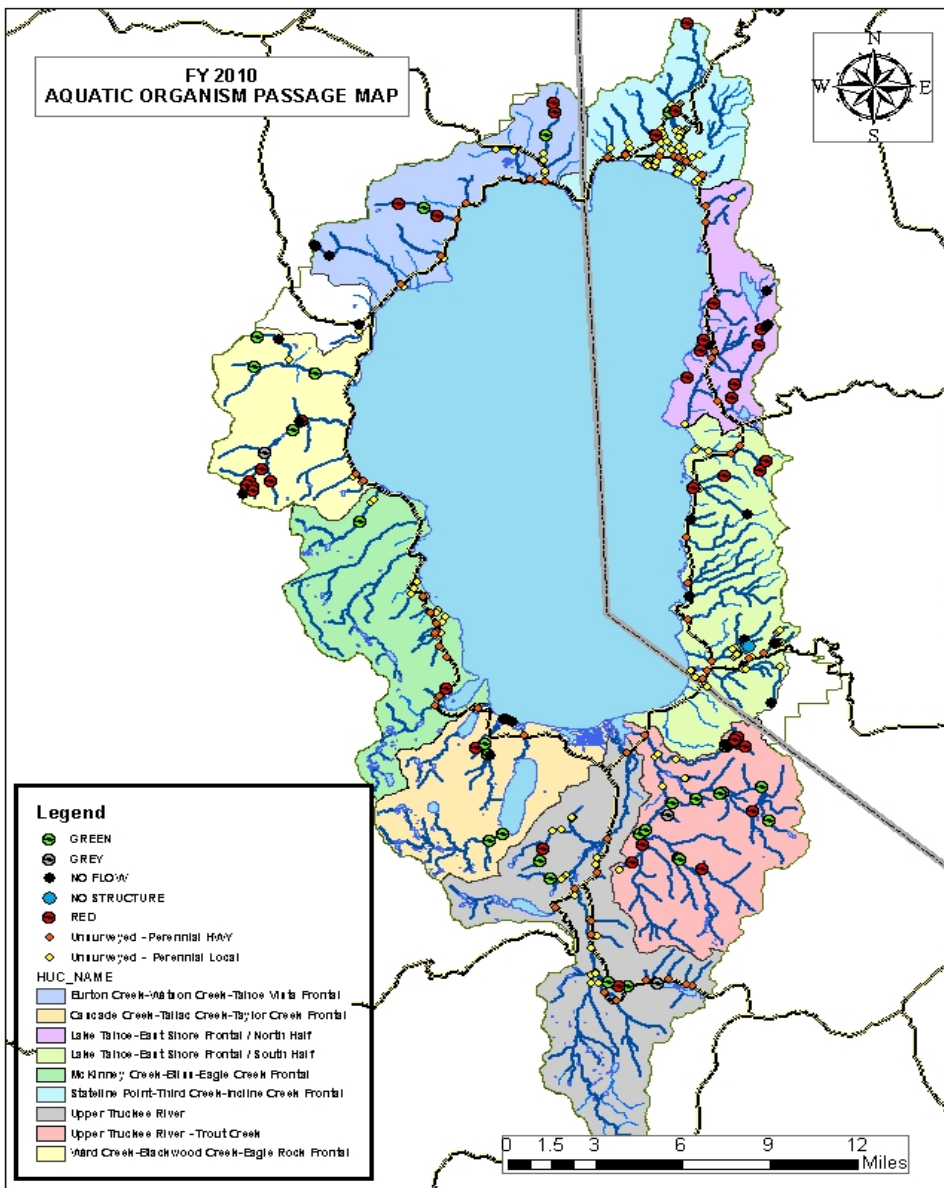 FY 2010
AQUATIC ORGANISM PASSAGE MAP
N
W E
S
Legend
GREEN
GREY
NO FLOW
NO STRUCTURE
RED
Unsurveyed - Perennial HWY
Unsurveyed - Perennial Local
HUC_NAME
Burton Creek-Watson Creek-Tahoe Vista Frontal
Cascade Creek-Tallac Creek-Taylor Creek Frontal
Lake Tahoe-East Shore Frontal / North Half
Lake Tahoe-East Shore Frontal / South Half
McKinney Creek-Bliss-Eagle Creek Frontal
Stateline Point-Third Creek-Incline Creek Frontal
Upper Truckee River
Upper Truckee River - Trout Creek
Ward Creek-Blackwood Creek-Eagle Rock Frontal
0 1.5 3 6 9 12
Miles